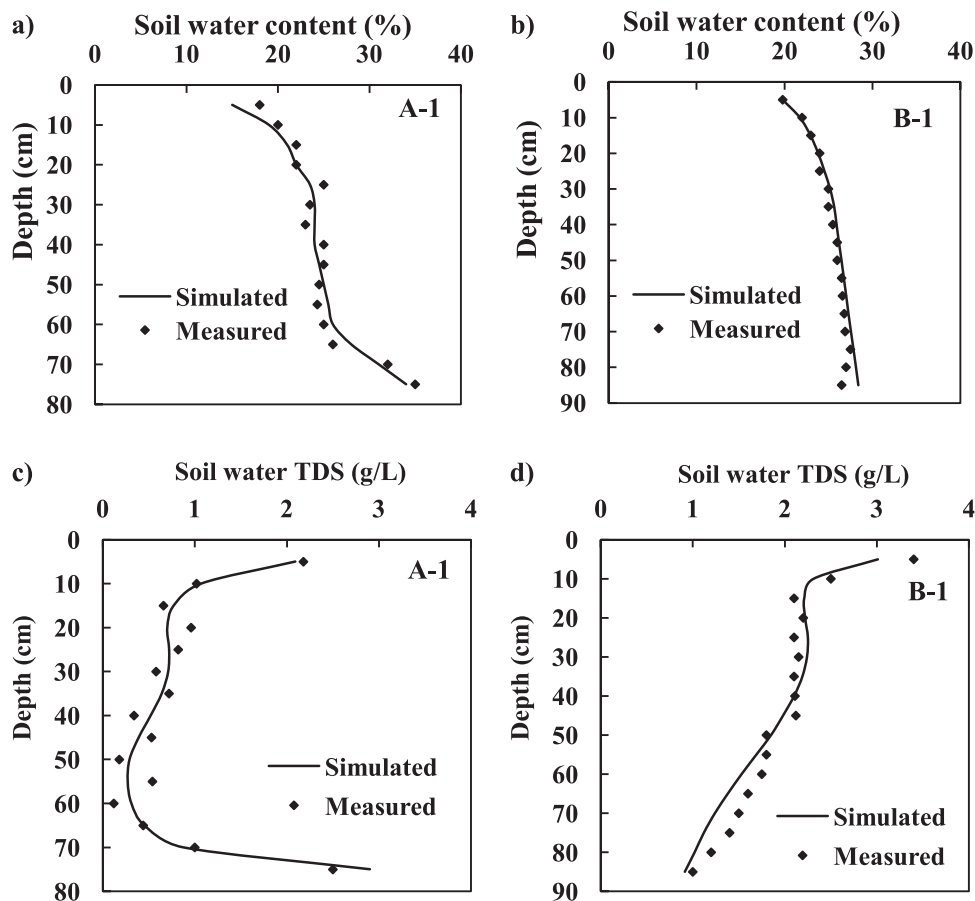 a) Soil water content (%)
0 10 20 30 40
0
10
20
30
40
50
60
70
80
Depth (cm)
A-1
Simulated
Measured
b) Soil water content (%)
0 10 20 30 40
0
10
20
30
40
50
60
70
80
90
Depth (cm)
B-1
Simulated
Measured
c) Soil water TDS (g/L)
0 1 2 3 4
0
10
20
30
40
50
60
70
80
Depth (cm)
A-1
Simulated
Measured
d) Soil water TDS (g/L)
0 1 2 3 4
0
10
20
30
40
50
60
70
80
90
Depth (cm)
B-1
Simulated
Measured